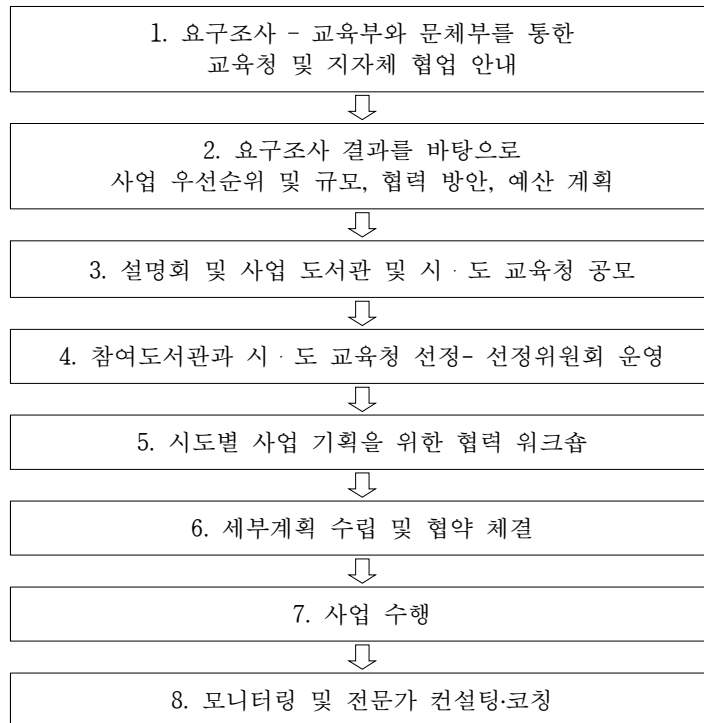 1. 요구조사 - 교육부와 문체부를 통한
교육청 및 지자체 협업 안내
2. 요구조사 결과를 바탕으로
사업 우선순위 및 규모, 협력 방안, 예산 계획
3. 설명회 및 사업 도서관 및 시 · 도 교육청 공모
4. 참여도서관과 시 · 도 교육청 선정- 선정위원회 운영
5. 시도별 사업 기획을 위한 협력 워크숍
6. 세부계획 수립 및 협약 체결
7. 사업 수행
8. 모니터링 및 전문가 컨설팅·코칭